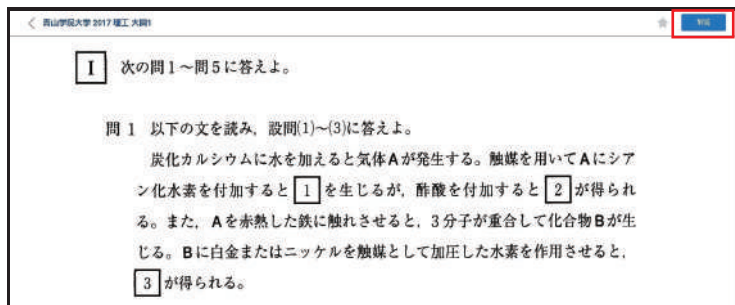 青山学院大学 2017 理工 大問1
I 次の問1~問5に答えよ。
問 1 以下の文を読み,設問(1)~(3)に答えよ。
炭化カルシウムに水を加えると気体Aが発生する。触媒を用いてAにシア
ン化水素を付加すると 1 を生じるが,酢酸を付加すると 2 が得られ
る。また,Aを赤熱した鉄に触れさせると,3分子が重合して化合物Bが生
じる。Bに白金またはニッケルを触媒として加圧した水素を作用させると,
3 が得られる。